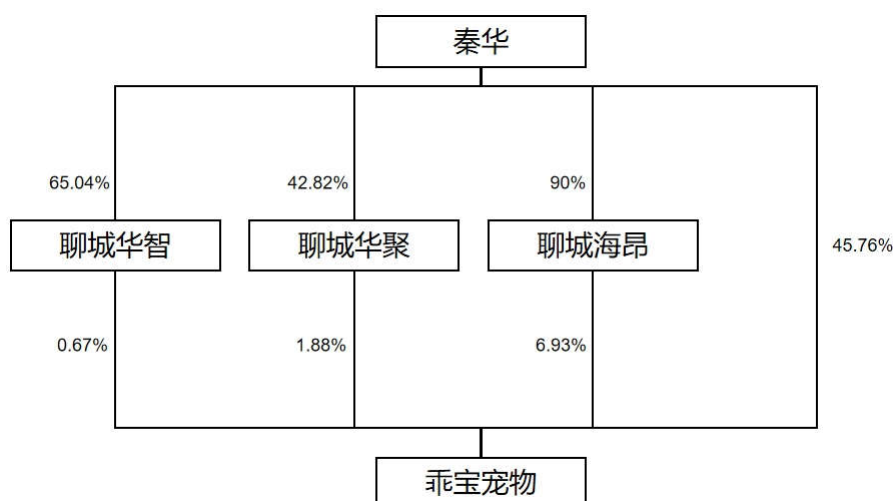 秦华
65.04%
42.82%
90%
聊城华智
聊城华聚
聊城海昂
45.76%
0.67%
1.88%
6.93%
乖宝宠物